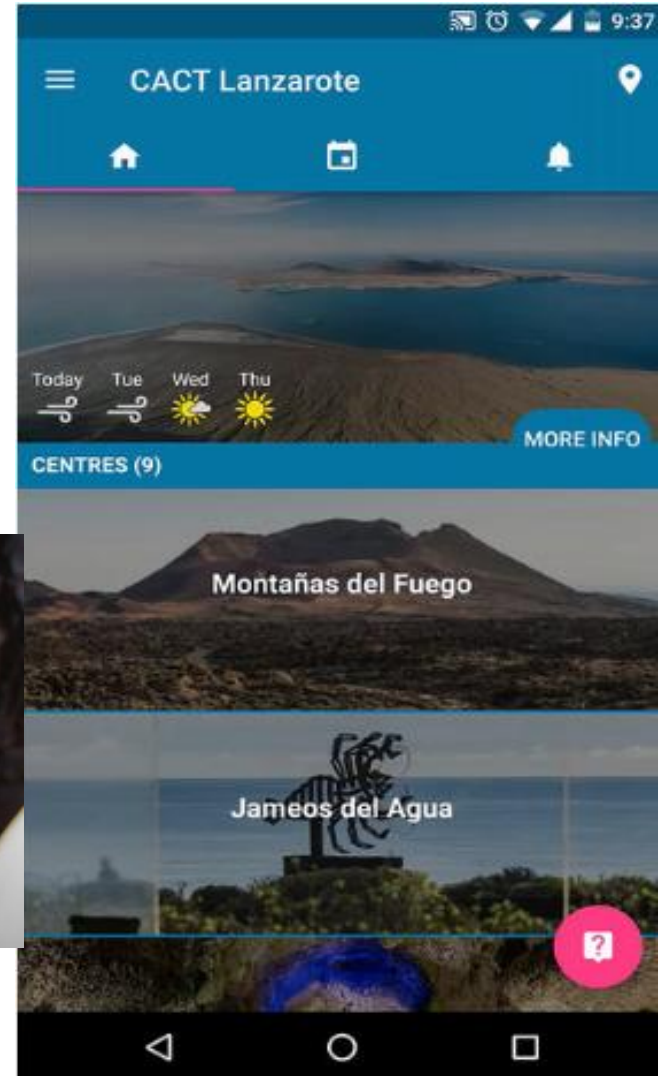 9:37
CACT Lanzarote
Today Tue Wed Thu
MORE INFO
CENTRES (9)
Montañas del Fuego
Jameos del Agua
?